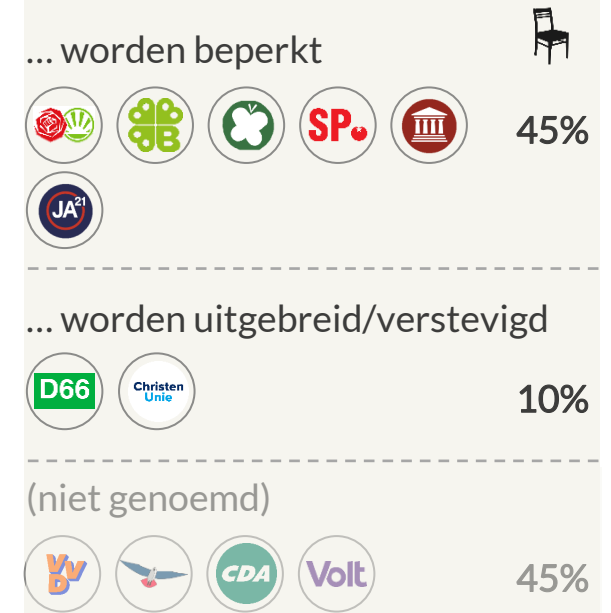 ... worden beperkt
SP
45%
JA21
... worden uitgebreid/verstevigd
D66
Christen
Unie
10%
(niet genoemd)
VVD
CDA
Volt
45%